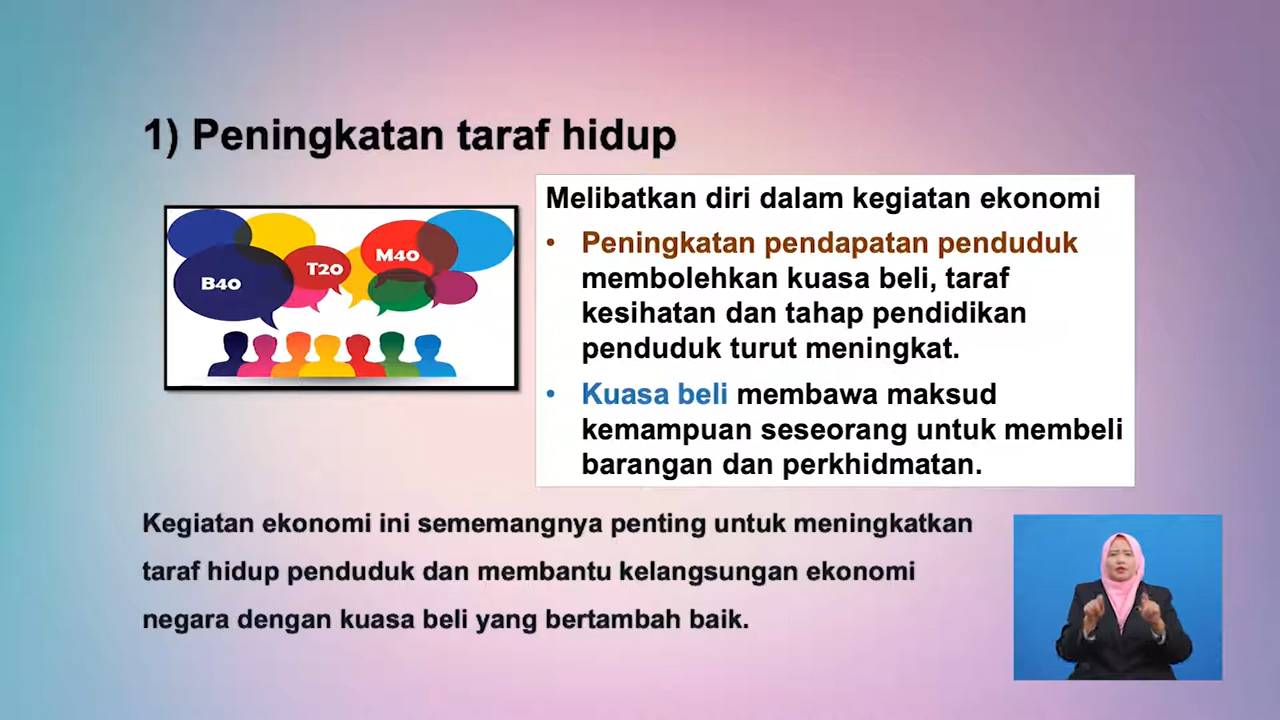 1) Peningkatan taraf hidup
B40
T20
M40
Melibatkan diri dalam kegiatan ekonomi
• Peningkatan pendapatan penduduk
membolehkan kuasa beli, taraf
kesihatan dan tahap pendidikan
penduduk turut meningkat.
• Kuasa beli membawa maksud
kemampuan seseorang untuk membeli
barangan dan perkhidmatan.
Kegiatan ekonomi ini sememangnya penting untuk meningkatkan
taraf hidup penduduk dan membantu kelangsungan ekonomi
negara dengan kuasa beli yang bertambah baik.